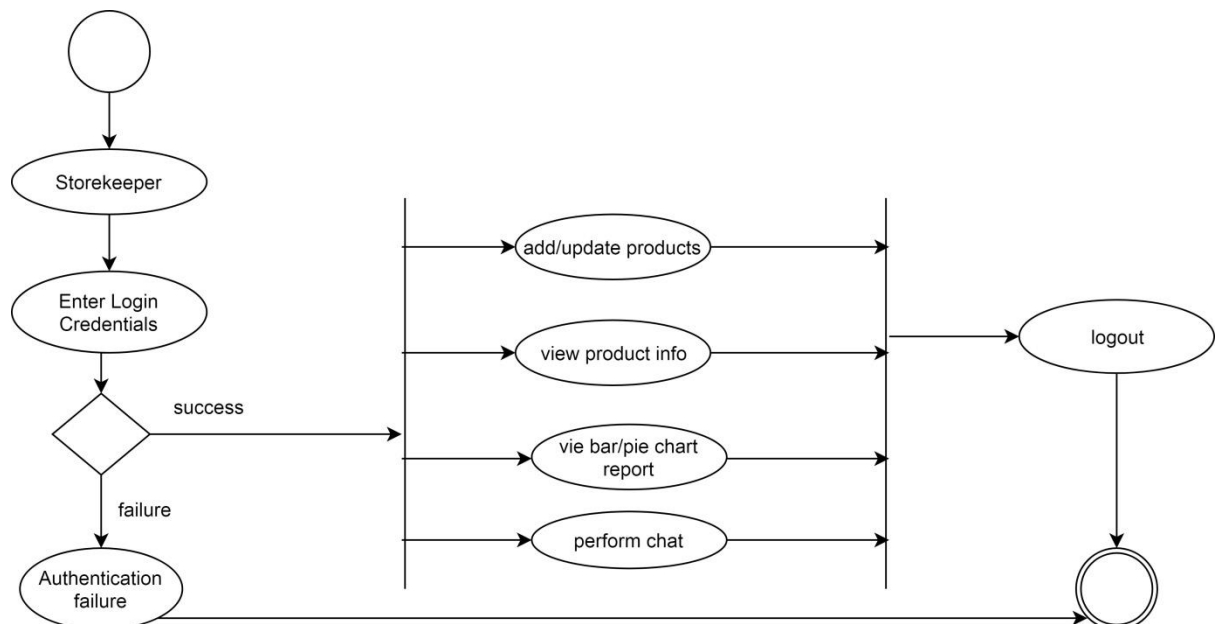 Storekeeper
Enter Login
Credentials
success
failure
Authentication
failure
add/update products
view product info
vie bar/pie chart
report
perform chat
logout